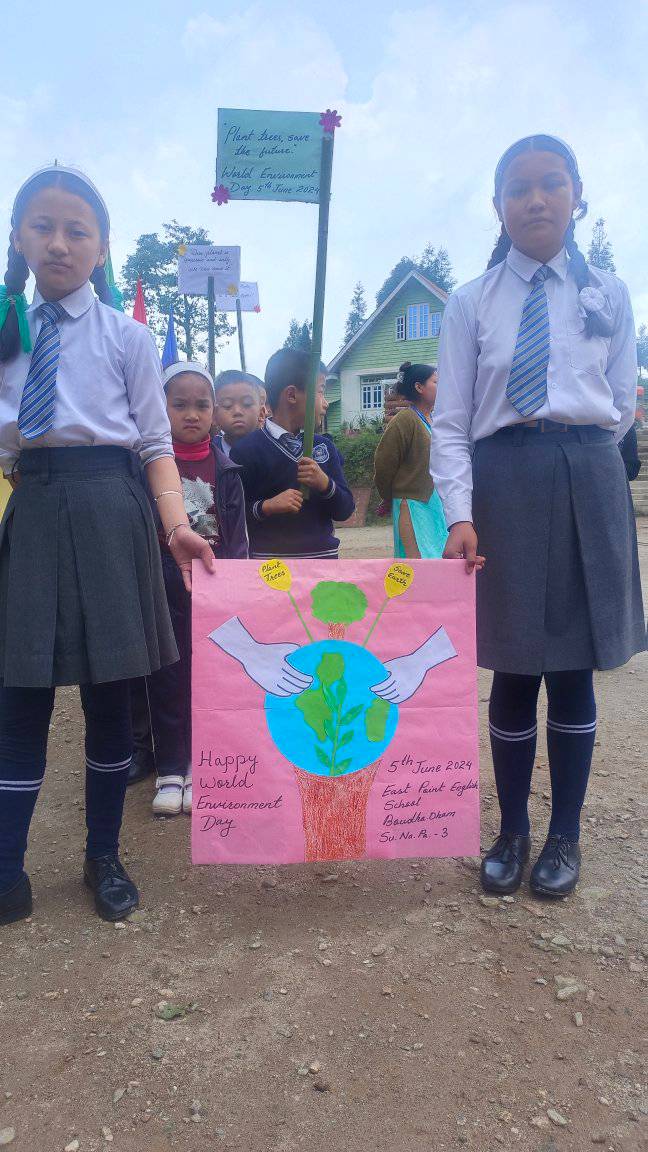 "Plant trees, save
the future."
World Environment
Day 5th June 2024
Plant
Trees
Save
Earth
Happy
World
Environment
Day
5th June 2024
East Point English
School
Boudha.Dham
Su. Na. Pa. - 3